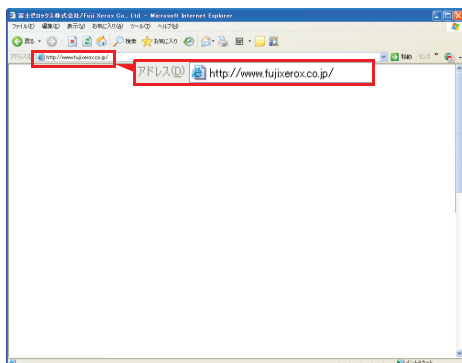 富士ゼロックス株式会社/Fuji Xerox Co., Ltd. - Microsoft Internet Explorer
ファイル(F) 編集(E) 表示(V) お気に入り(A) ツール(T) ヘルプ(H)
戻る 検索 お気に入り
アドレス(D) http://www.fujixerox.co.jp/ 移動 リンク »
アドレス(D) http://www.fujixerox.co.jp/
イントラネット